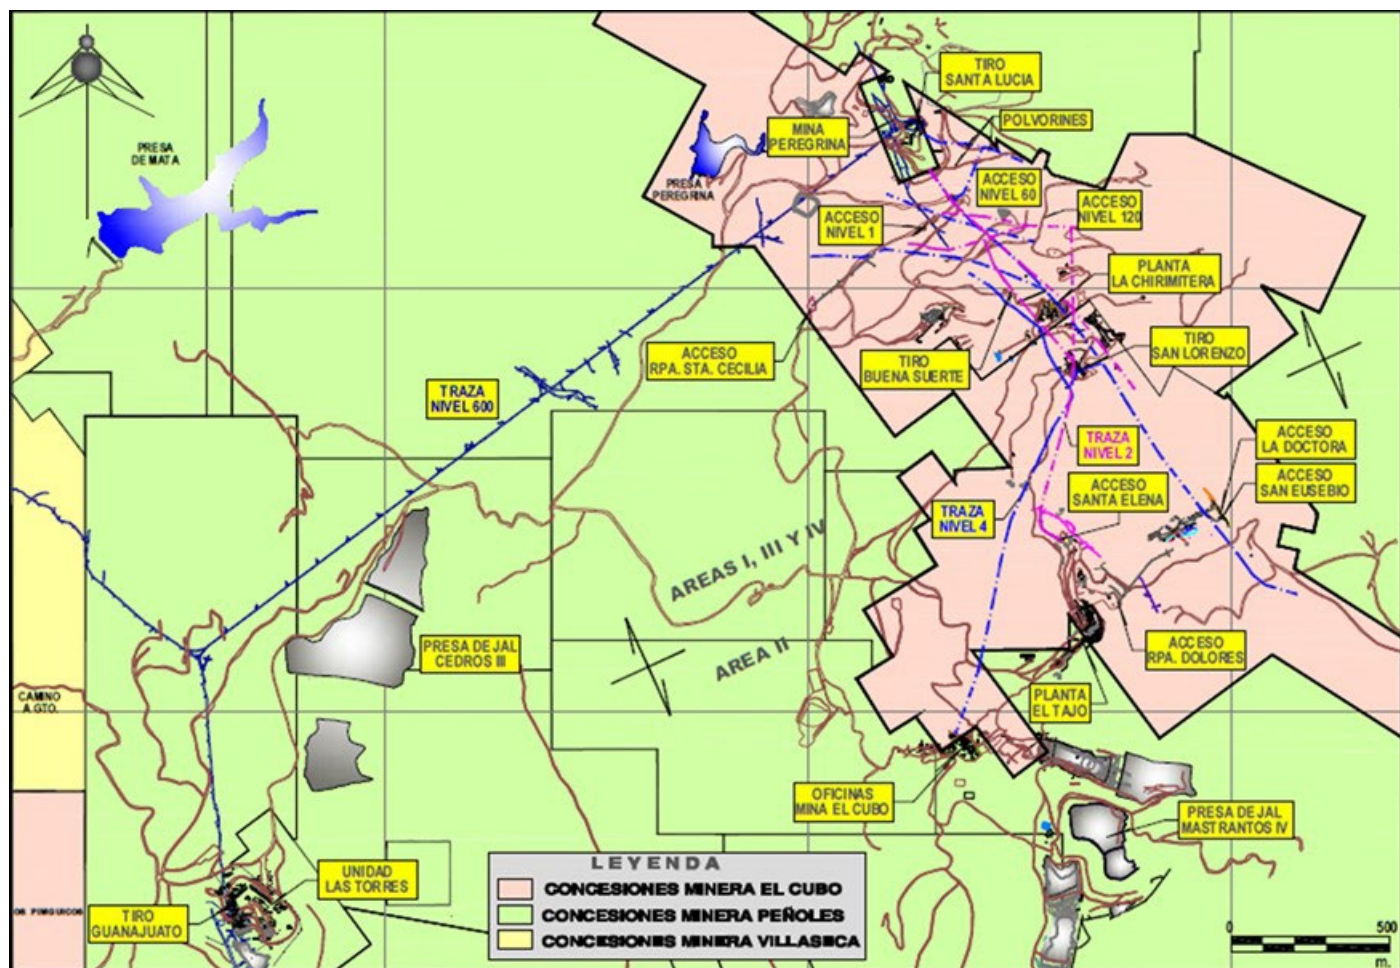 TIRO
SANTA LUCIA
POLVORINES
MINA
PEREGRINA
PRESA
DE MATA
PRESA
PEREGRINA
ACCESO
NIVEL 60
ACCESO
NIVEL 120
ACCESO
NIVEL 1
PLANTA
LA CHIRIMITERA
ACCESO
RPA. STA. CECILIA
TIRO
BUENA SUERTE
TIRO
SAN LORENZO
TRAZA
NIVEL 600
TRAZA
NIVEL 2
ACCESO
LA DOCTORA
ACCESO
SAN EUSEBIO
ACCESO
SANTA ELENA
TRAZA
NIVEL 4
AREAS I, III Y IV
AREA II
PRESA DE JAL
CEDROS III
ACCESO
RPA. DOLORES
CAMINO
A GTO.
PLANTA
EL TAJO
OFICINAS
MINA EL CUBO
PRESA DE JAL
MASTRANTOS IV
UNIDAD
LAS TORRES
TIRO
GUANAJUATO
LEYENDA
CONCESIONES MINERA EL CUBO
CONCESIONES MINERA PEÑOLES
CONCESIONES MINERA VILLASECA
0 500
m.